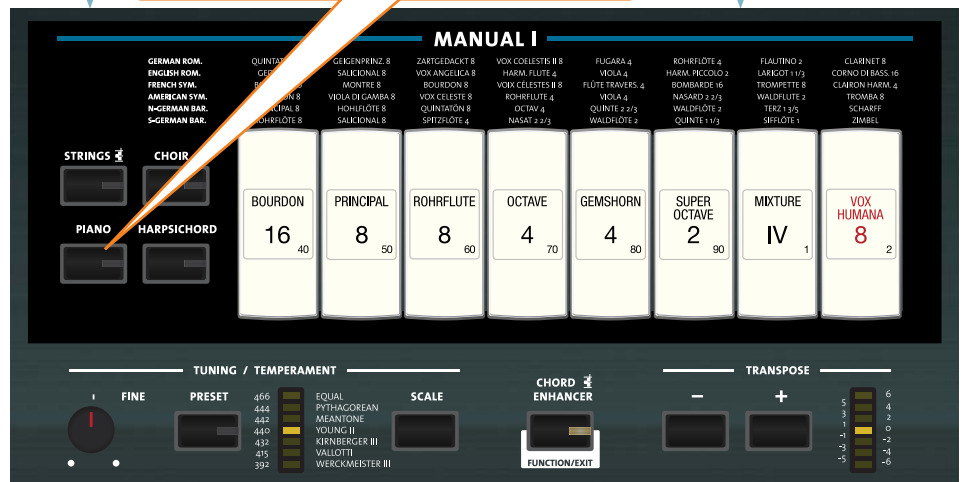 MANUAL I
GERMAN ROM. GEIGENPRINZ. 8 ZARTGEDACKT 8 VOX COELESTIS II 8 FUGARA 4 ROHRFLÖTE 4 FLAUTINO 2 CLARINET 8
ENGLISH ROM. SALICIONAL 8 VOX ANGELICA 8 HARM. FLUTE 4 VIOLA 4 HARM. PICCOLO 2 LARIGOT 1 1/3 CORNO DI BASS. 16
FRENCH SYM. MONTRE 8 BOURDON 8 VOIX CÉLESTES II 8 FLÛTE TRAVERS. 4 BOMBARDE 16 TROMPETTE 8 CLAIRON HARM. 4
AMERICAN SYM. 8 VIOLA DI GAMBA 8 VOX CELESTE 8 ROHRFLUTE 4 VIOLA 4 NASARD 2 2/3 WALDFLUTE 2 TROMBA 8
N-GERMAN BAR. 8 HOHLFLÖTE 8 QUINTATÖN 8 OCTAV 4 QUINTE 2 2/3 WALDFLÖTE 2 TERZ 1 3/5 SCHARFF
S-GERMAN BAR. ROHRFLÖTE 8 SALICIONAL 8 SPITZFLÖTE 4 NASAT 2 2/3 WALDFLÖTE 2 QUINTE 1 1/3 SIFFLÖTE 1 ZIMBEL
STRINGS CHOIR
PIANO HARPSICHORD
BOURDON
16
40
PRINCIPAL
8
50
ROHRFLUTE
8
60
OCTAVE
4
70
GEMSHORN
4
80
SUPER
OCTAVE
2
90
MIXTURE
IV
1
VOX
HUMANA
8
2
TUNING / TEMPERAMENT
FINE
PRESET
466 EQUAL
444 PYTHAGOREAN
442 MEANTONE
440 YOUNG II
432 KIRNBERGER III
415 VALLOTTI
392 WERCKMEISTER III
SCALE
CHORD
ENHANCER
FUNCTION/EXIT
TRANSPOSE
− +
6
5
4
3
2
1
0
-1
-2
-3
-4
-5
-6